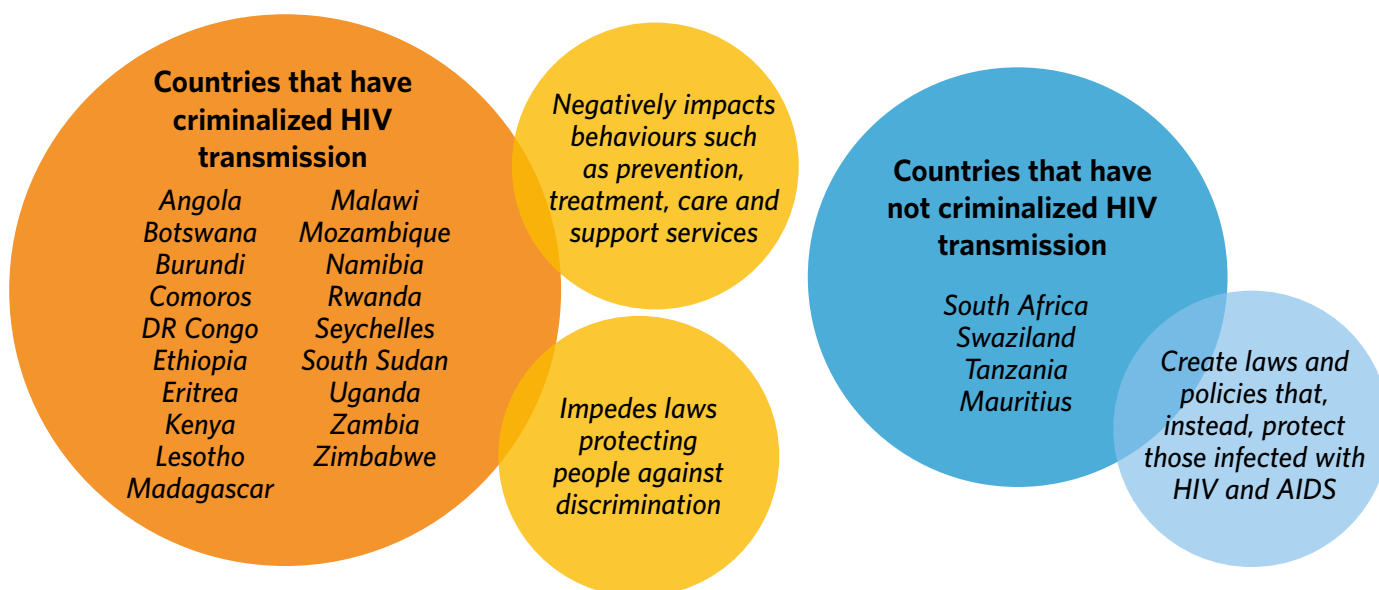 Countries that have
criminalized HIV
transmission
Angola
Botswana
Burundi
Comoros
DR Congo
Ethiopia
Eritrea
Kenya
Lesotho
Madagascar
Malawi
Mozambique
Namibia
Rwanda
Seychelles
South Sudan
Uganda
Zambia
Zimbabwe
Negatively impacts
behaviours such
as prevention,
treatment, care and
support services
Impedes laws
protecting
people against
discrimination
Countries that have
not criminalized HIV
transmission
South Africa
Swaziland
Tanzania
Mauritius
Create laws and
policies that,
instead, protect
those infected with
HIV and AIDS